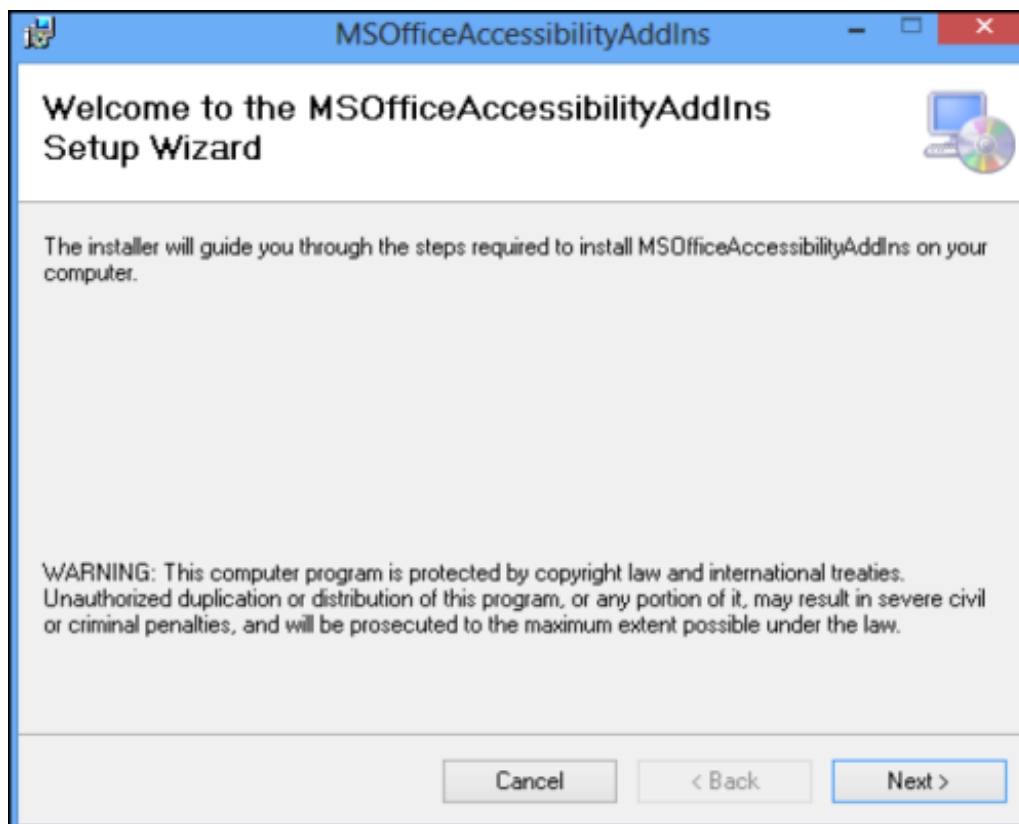 MSOfficeAccessibilityAddIns
Welcome to the MSOfficeAccessibilityAddIns
Setup Wizard
The installer will guide you through the steps required to install MSOfficeAccessibilityAddIns on your
computer.
WARNING: This computer program is protected by copyright law and international treaties.
Unauthorized duplication or distribution of this program, or any portion of it, may result in severe civil
or criminal penalties, and will be prosecuted to the maximum extent possible under the law.
Cancel < Back Next >